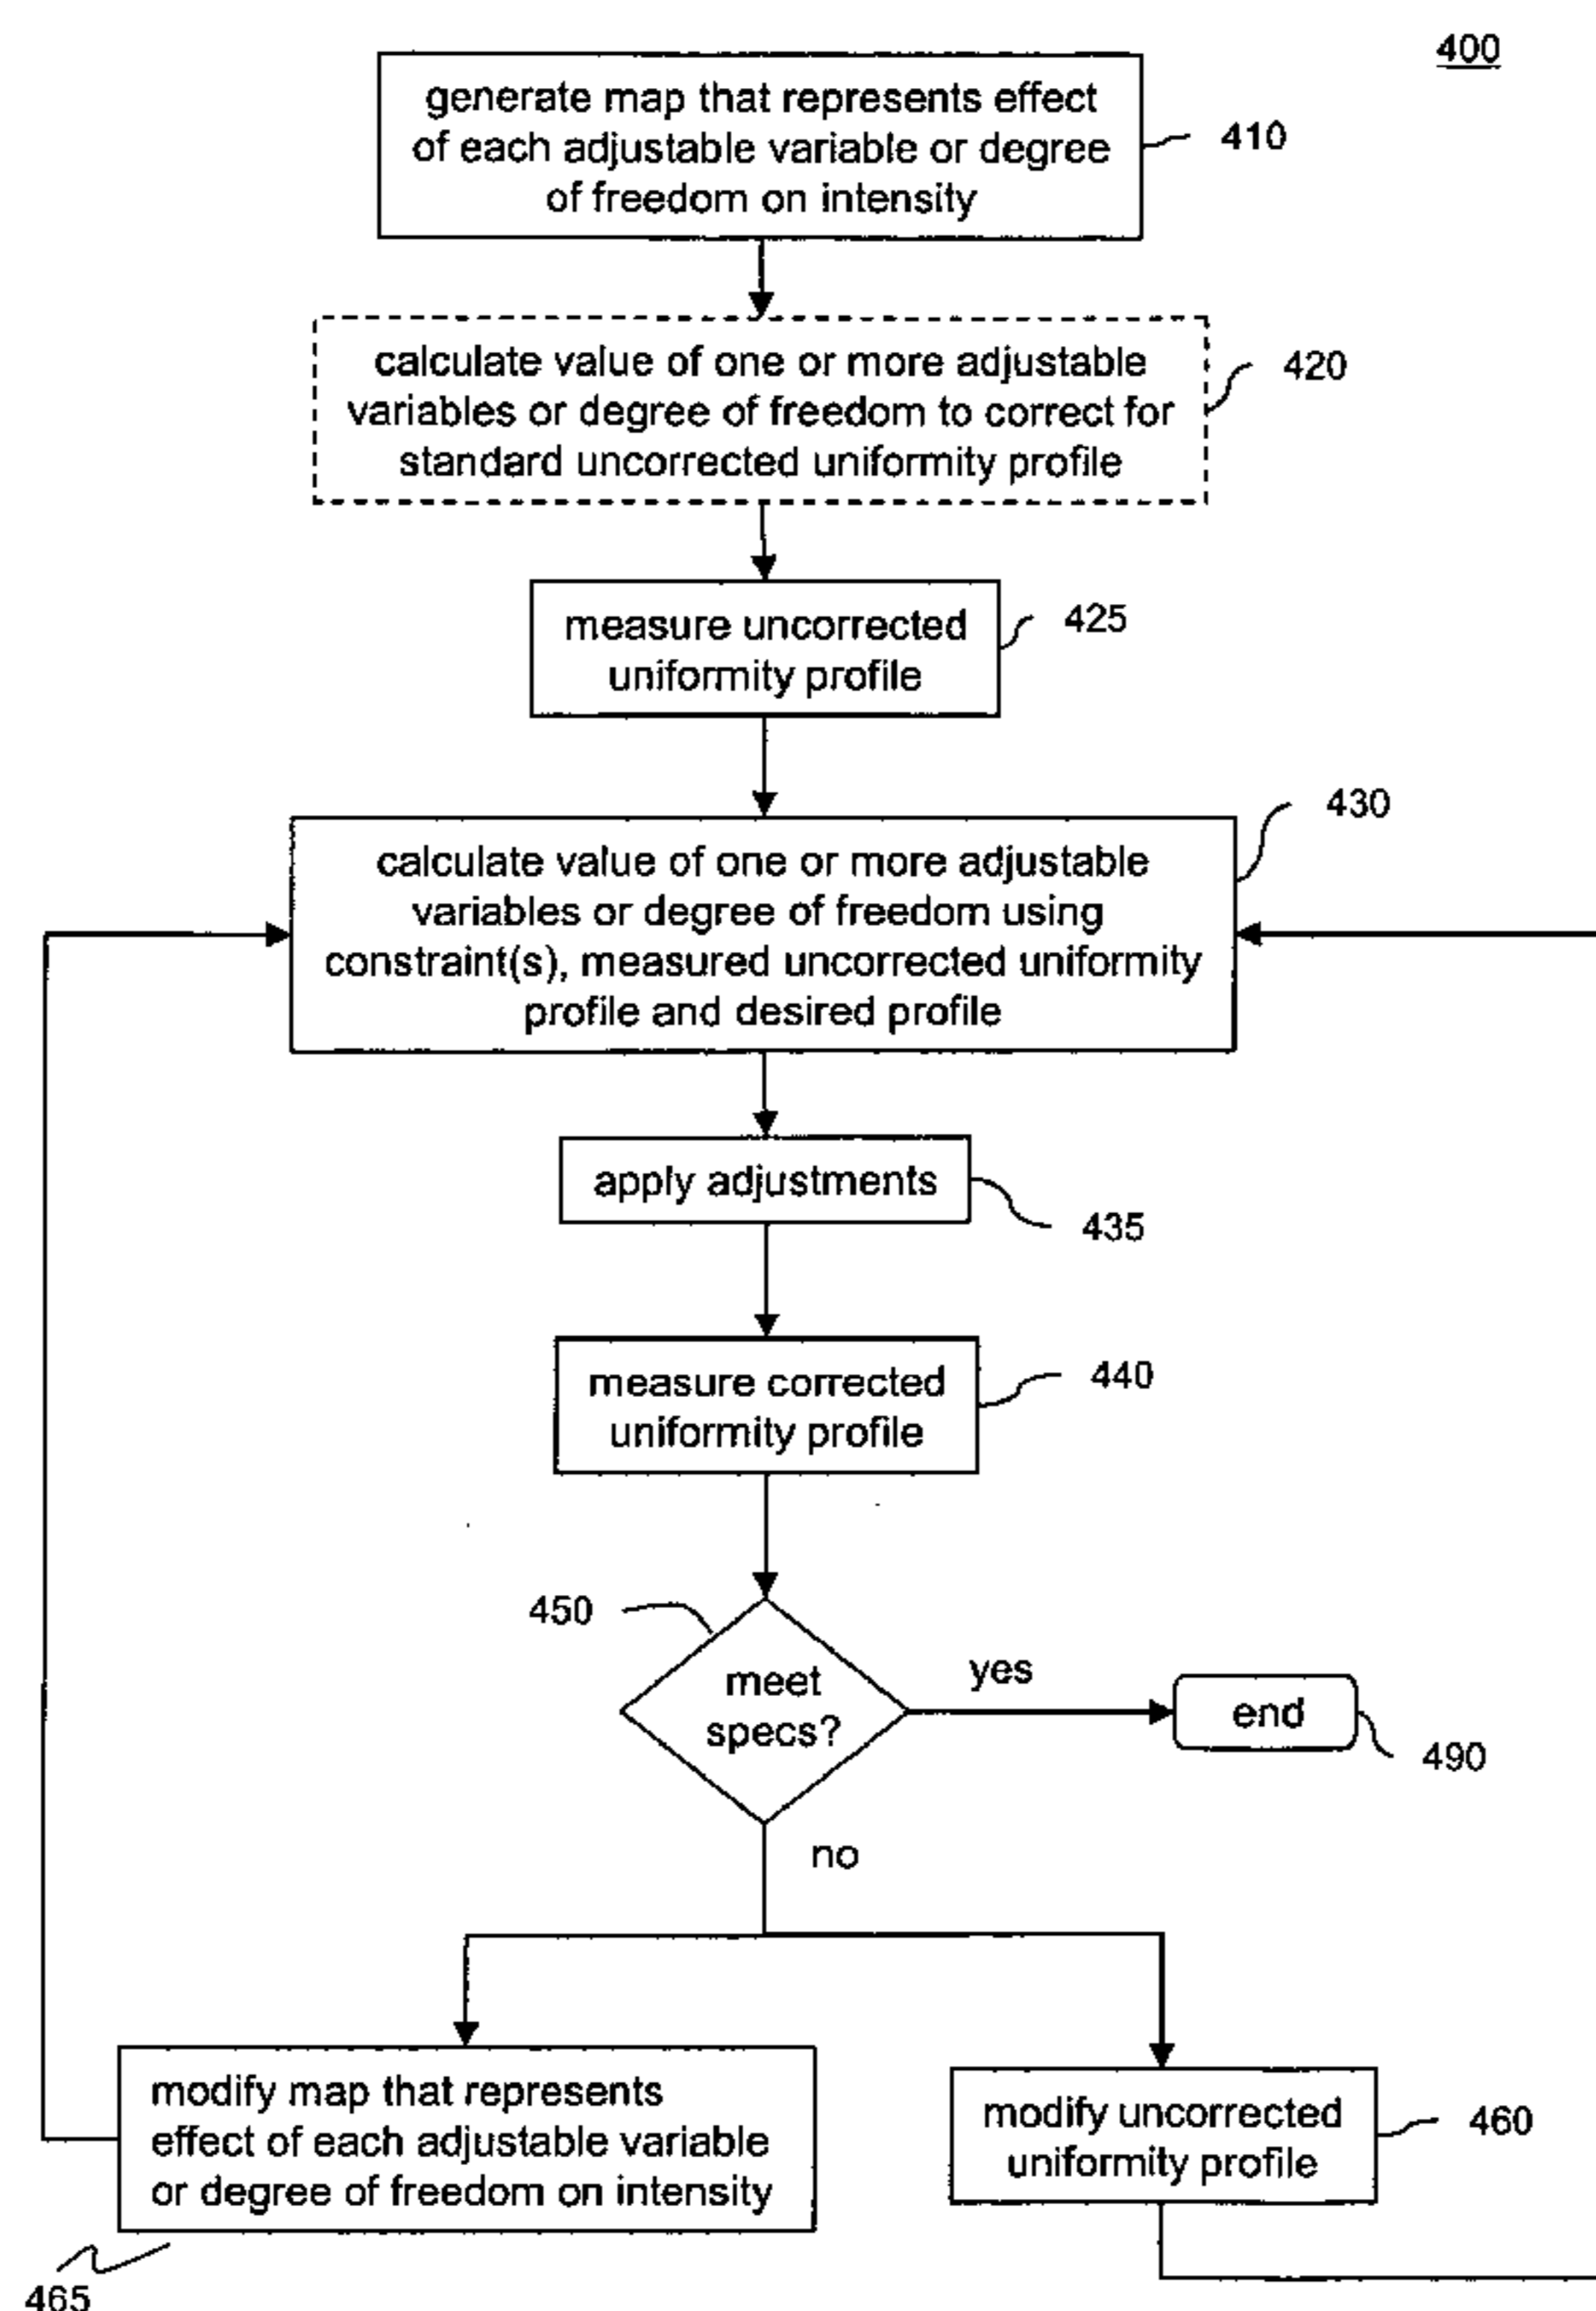 400
generate map that represents effect
of each adjustable variable or degree
of freedom on intensity
410
calculate value of one or more adjustable
variables or degree of freedom to correct for
standard uncorrected uniformity profile
420
measure uncorrected
uniformity profile
425
430
calculate value of one or more adjustable
variables or degree of freedom using
constraint(s), measured uncorrected uniformity
profile and desired profile
apply adjustments
435
measure corrected
uniformity profile
440
450
meet
specs?
yes
end
490
no
modify map that represents
effect of each adjustable variable
or degree of freedom on intensity
465
modify uncorrected
uniformity profile
460